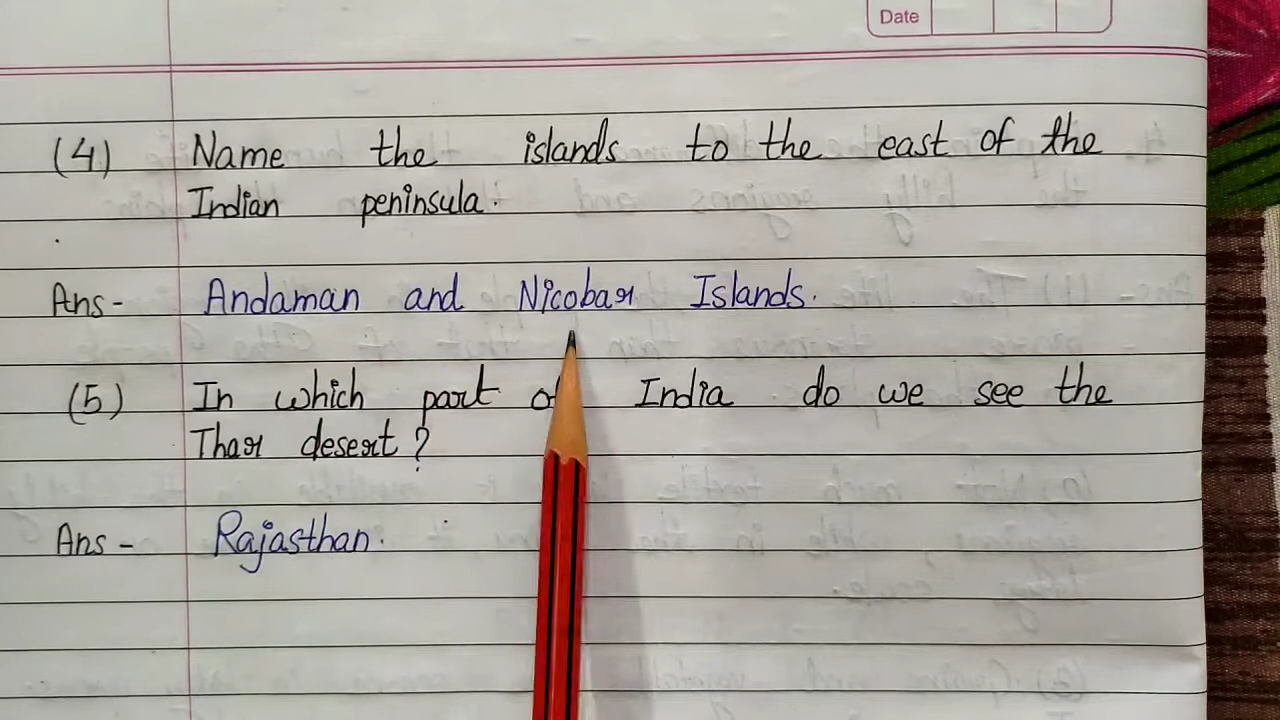 Date
(4) Name the islands to the east of the
Indian peninsula.
Ans- Andaman and Nicobar Islands.
(5) In which part of India do we see the
Thar desert?
Ans - Rajasthan.